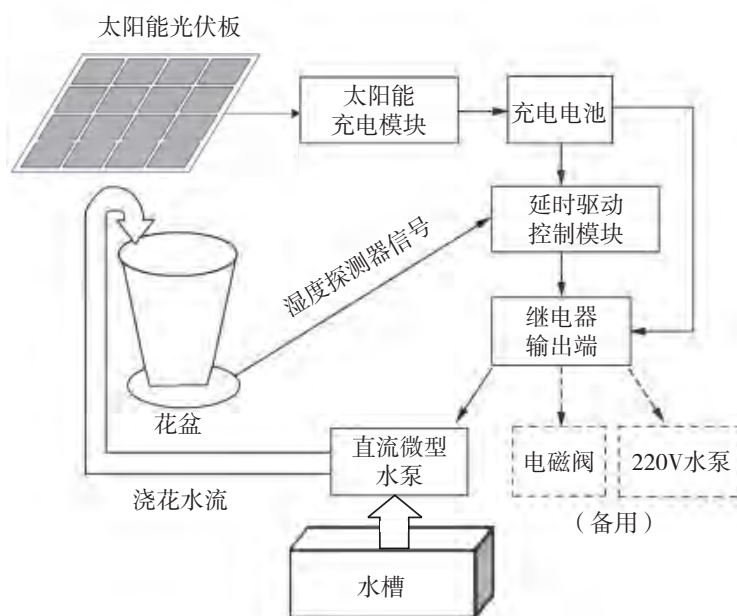 太阳能光伏板
太阳能
充电模块
充电电池
延时驱动
控制模块
湿度探测器信号
继电器
输出端
花盆
直流微型
水泵
电磁阀
220V水泵
浇花水流
（备用）
水槽